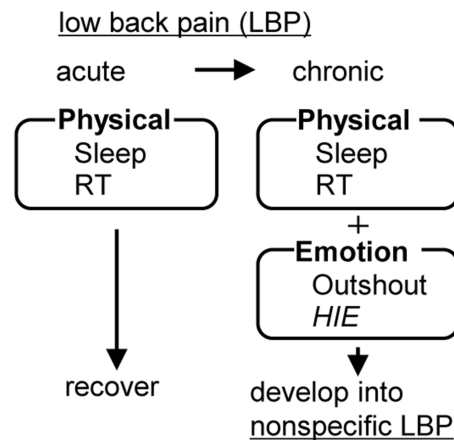 low back pain (LBP)
acute
chronic
Physical
Sleep
RT
Physical
Sleep
RT
+
Emotion
Outshout
HIE
recover
develop into
nonspecific LBP